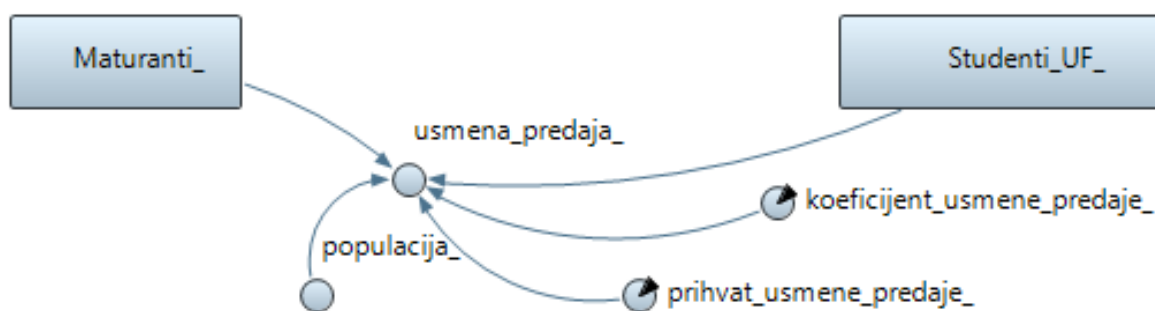 Maturanti_
Studenti_UF_
usmena_predaja_
koeficijent_usmene_predaje_
populacija_
prihvat_usmene_predaje_